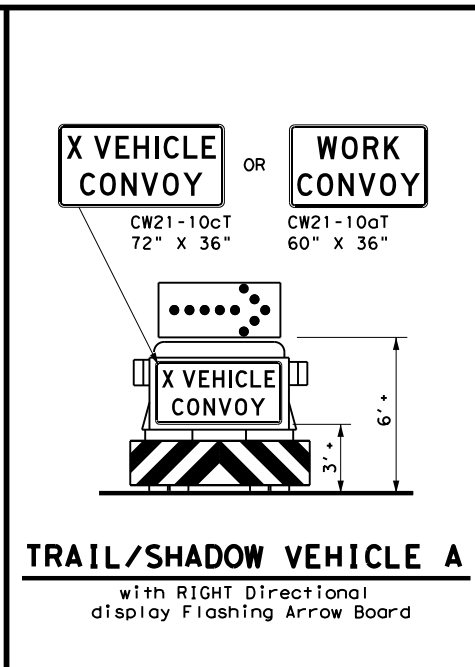 X VEHICLE
CONVOY
OR
WORK
CONVOY
CW21-10cT
72" X 36"
CW21-10aT
60" X 36"
X VEHICLE
CONVOY
6' +
3' +
TRAIL/SHADOW VEHICLE A
with RIGHT Directional
display Flashing Arrow Board